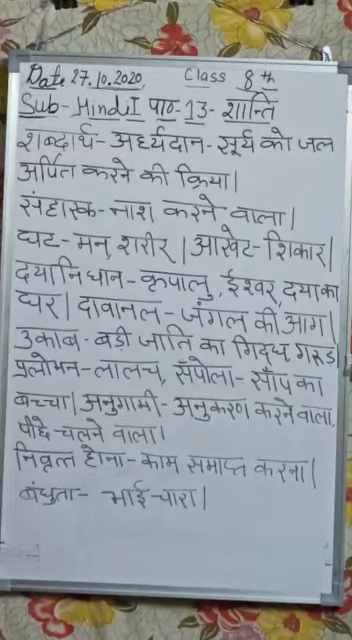 Date 27.10.2020, Class 8th
Sub-HindiI पाठ-13- शान्ति
शब्दार्थ- अर्ध्यदान- सूर्य को जल
अर्पित करने की क्रिया।
संहारक- नाश करने वाला।
घट- मन, शरीर | आखेट- शिकार|
दयानिधान- कृपालु, ईश्वर, दया का
घर| दावानल- जंगल की आग|
उकाब- बड़ी जाति का गिद्ध गरूड़
प्रलोभन- लालच, सँपोला- साँप का
बच्चा| अनुगामी- अनुकरण करने वाला,
पीछे चलने वाला।
निवृत्त होना- काम समाप्त करना|
बंधुता- भाई-चारा|